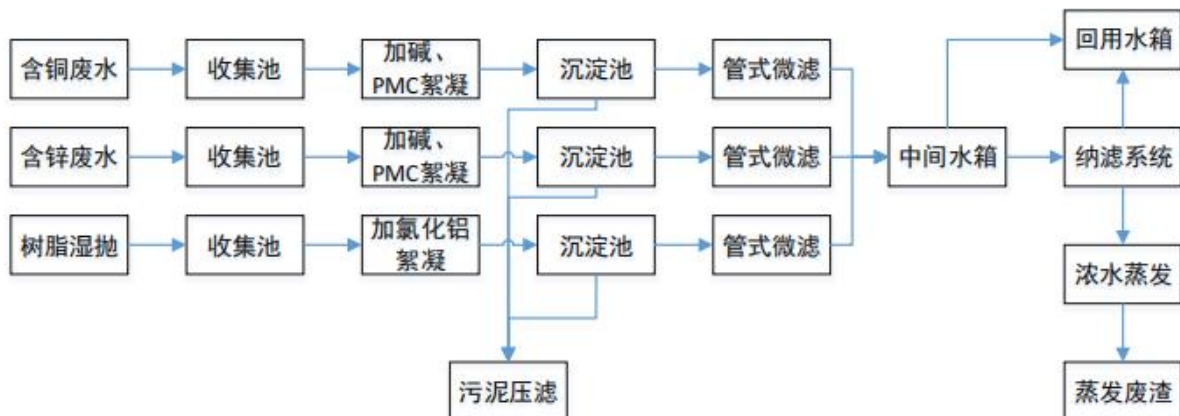 回用水箱
含铜废水
收集池
加碱、
PMC絮凝
沉淀池
管式微滤
含锌废水
收集池
加碱、
PMC絮凝
沉淀池
管式微滤
中间水箱
纳滤系统
树脂湿抛
收集池
加氯化铝
絮凝
沉淀池
管式微滤
浓水蒸发
污泥压滤
蒸发废渣